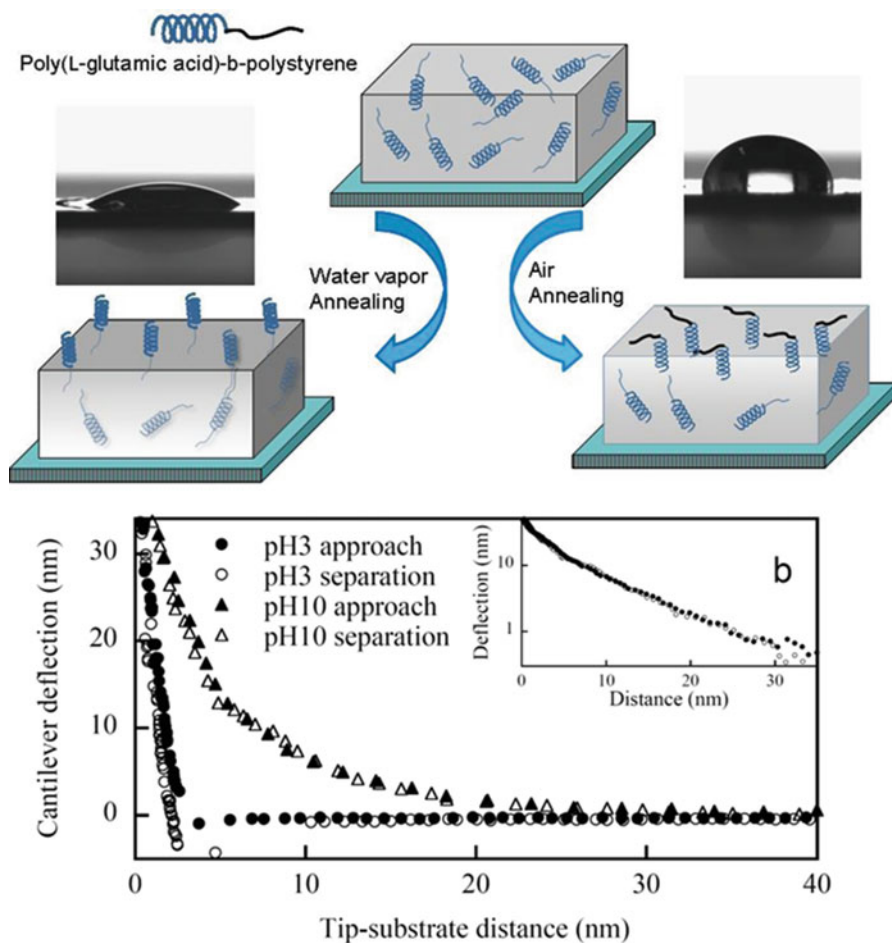 Poly(L-glutamic acid)-b-polystyrene
Water vapor
Annealing
Air
Annealing
Cantilever deflection (nm)
30
20
10
0
pH3 approach
pH3 separation
pH10 approach
pH10 separation
Deflection (nm)
10
1
b
0
10
20
30
Distance (nm)
0
10
20
30
40
Tip-substrate distance (nm)